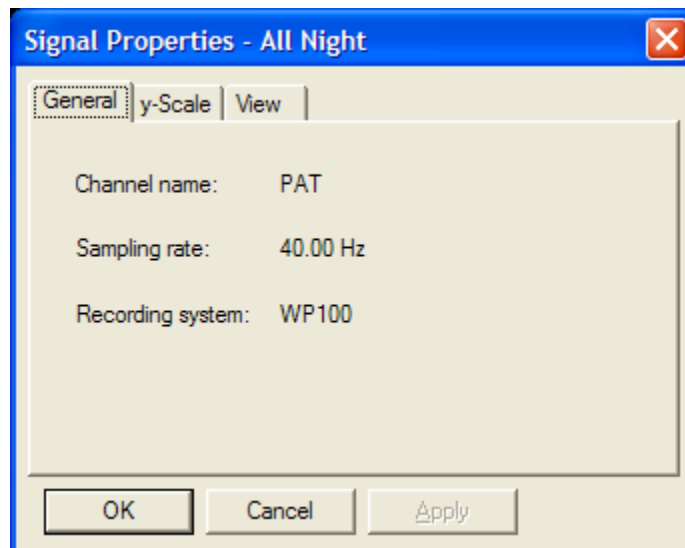 Signal Properties - All Night
General y-Scale View
Channel name: PAT
Sampling rate: 40.00 Hz
Recording system: WP100
OK Cancel Apply